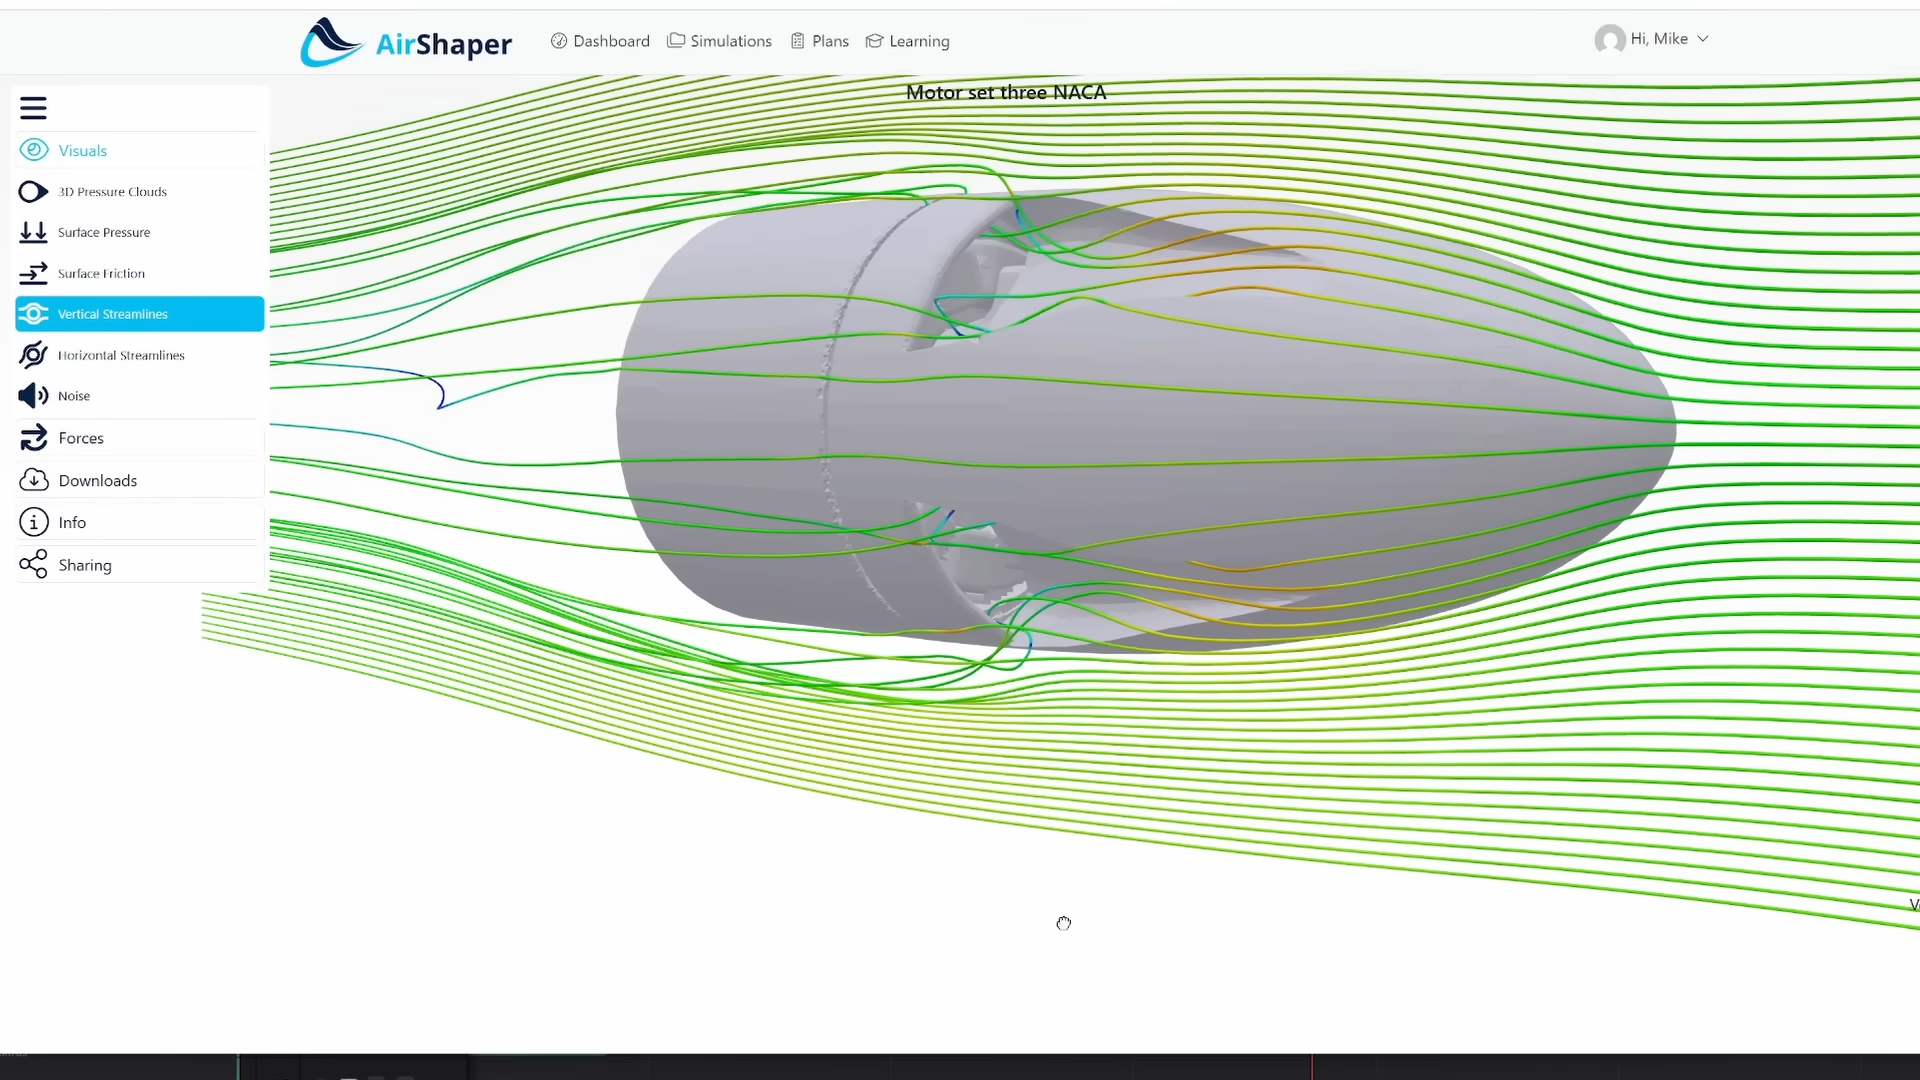 AirShaper
Dashboard
Simulations
Plans
Learning
Hi, Mike
Motor set three NACA
Visuals
3D Pressure Clouds
Surface Pressure
Surface Friction
Vertical Streamlines
Horizontal Streamlines
Noise
Forces
Downloads
Info
Sharing